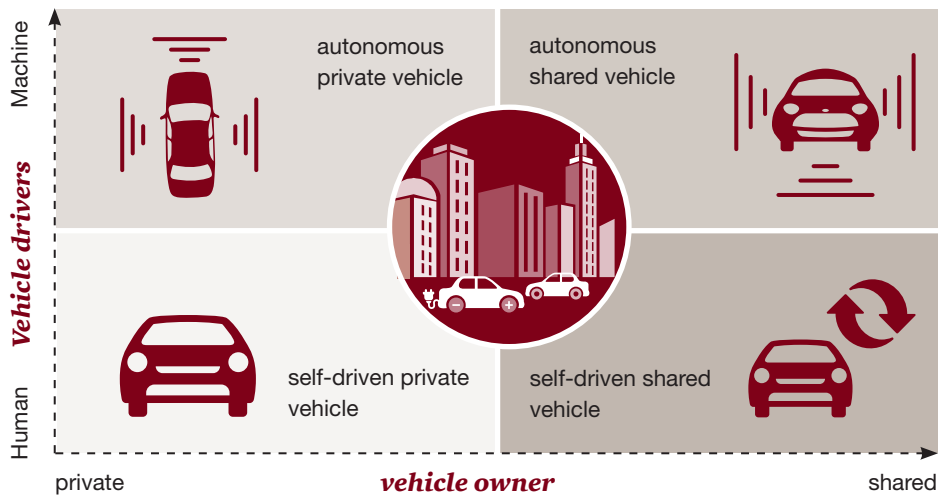 Machine
autonomous
private vehicle
autonomous
shared vehicle
Vehicle drivers
self-driven private
vehicle
self-driven shared
vehicle
Human
private
vehicle owner
shared